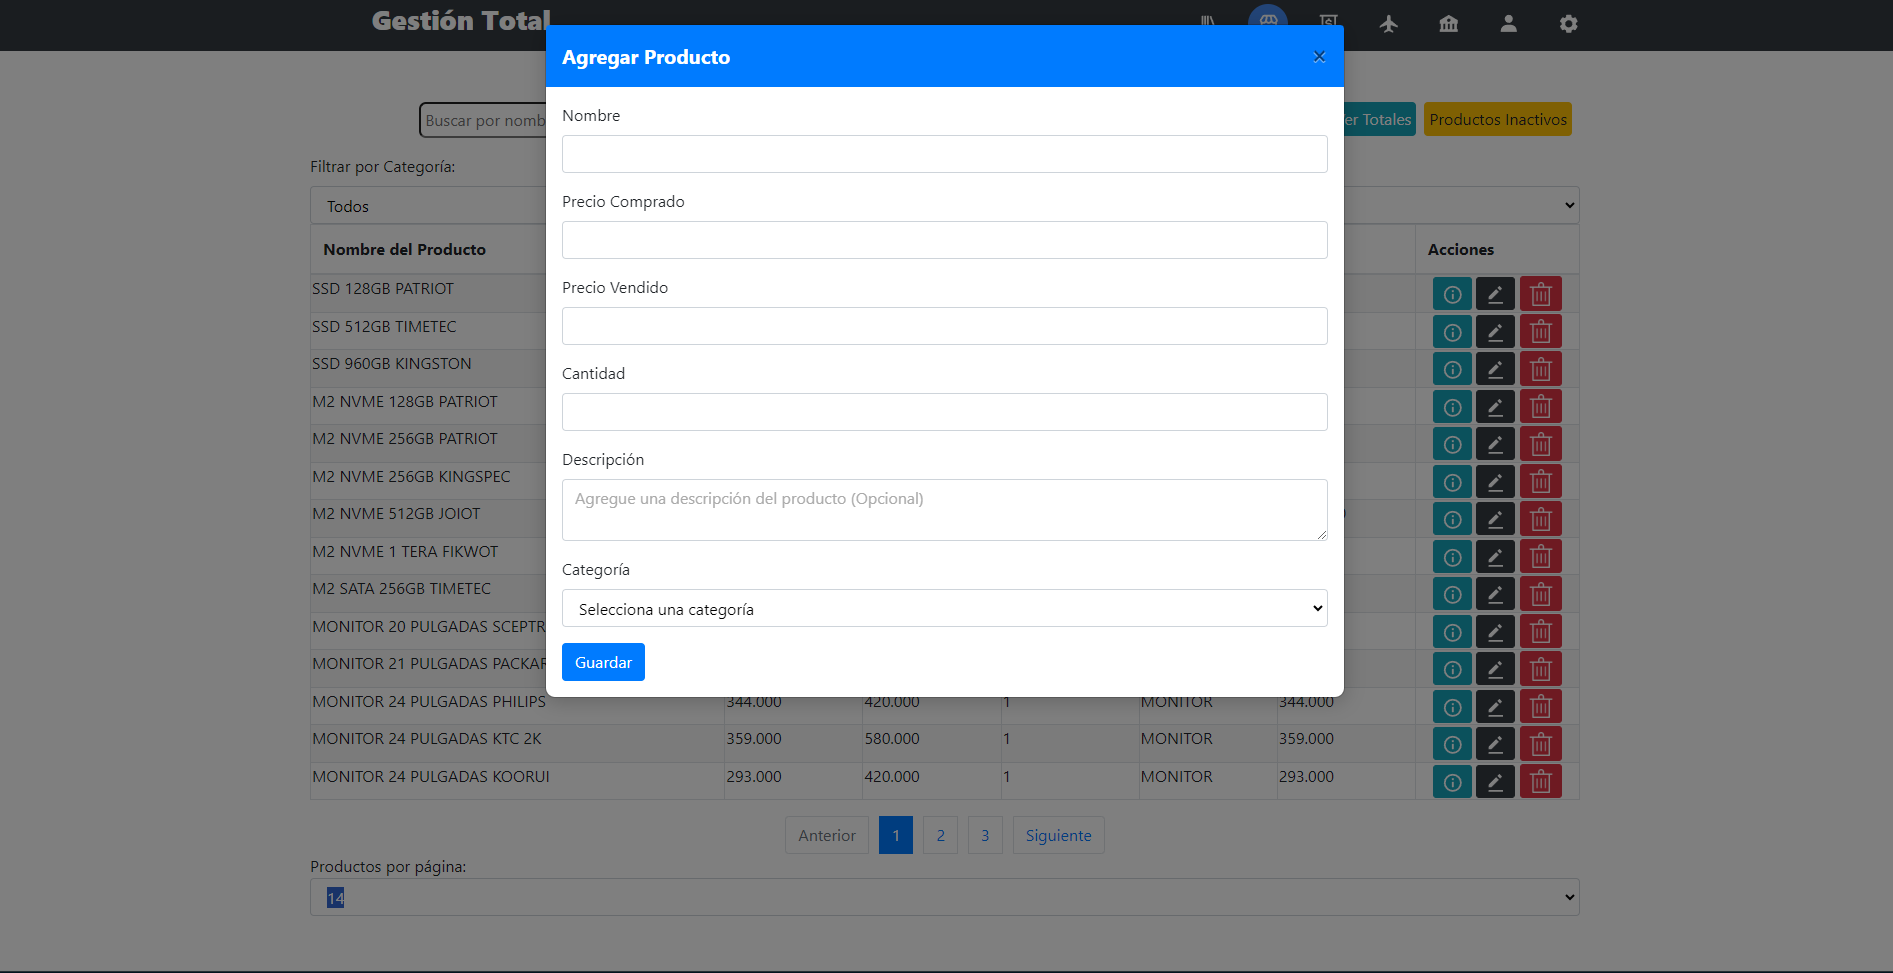 Gestión Total
Agregar Producto
×
Nombre
Precio Comprado
Precio Vendido
Cantidad
Descripción
Agregue una descripción del producto (Opcional)
Categoría
Selecciona una categoría
Guardar
Buscar por nomb
er Totales
Productos Inactivos
Filtrar por Categoría:
Todos
Nombre del Producto Acciones
SSD 128GB PATRIOT
SSD 512GB TIMETEC
SSD 960GB KINGSTON
M2 NVME 128GB PATRIOT
M2 NVME 256GB PATRIOT
M2 NVME 256GB KINGSPEC
M2 NVME 512GB JOIOT
M2 NVME 1 TERA FIKWOT
M2 SATA 256GB TIMETEC
MONITOR 20 PULGADAS SCEPTR
MONITOR 21 PULGADAS PACKAR
MONITOR 24 PULGADAS PHILIPS 344.000 420.000 1 MONITOR 344.000
MONITOR 24 PULGADAS KTC 2K 359.000 580.000 1 MONITOR 359.000
MONITOR 24 PULGADAS KOORUI 293.000 420.000 1 MONITOR 293.000
Anterior 1 2 3 Siguiente
Productos por página:
14